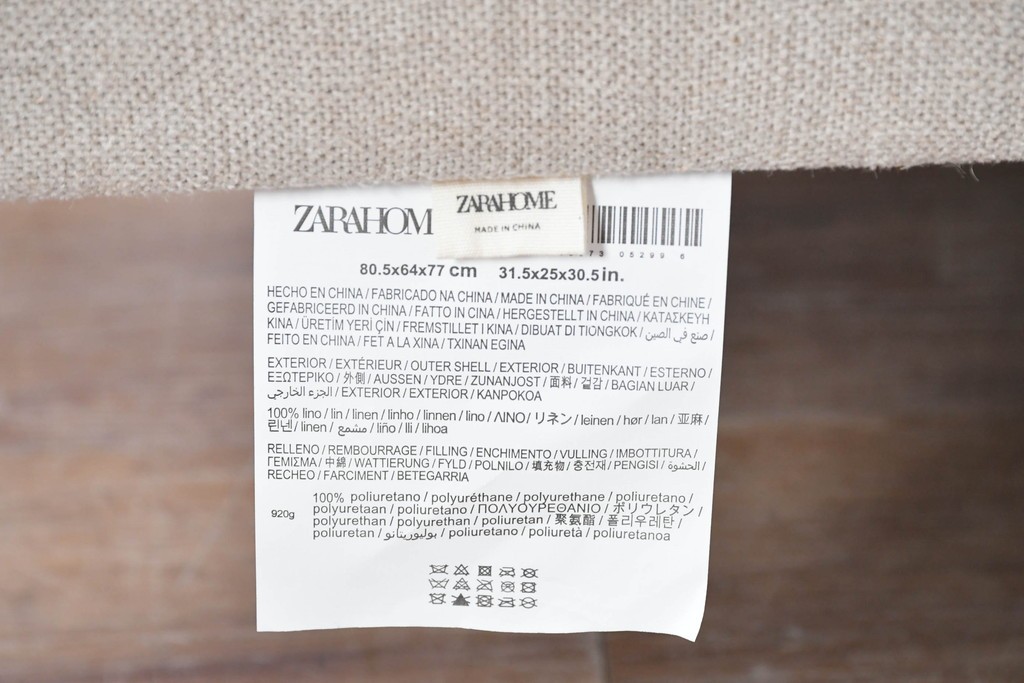 ZARAHOM
ZARAHOME
MADE IN CHINA
73 05299 6
80.5x64x77 cm 31.5x25x30.5in.
HECHO EN CHINA / FABRICADO NA CHINA / MADE IN CHINA / FABRIQUÉ EN CHINE /
GEFABRICEERD IN CHINA / FATTO IN CINA / HERGESTELLT IN CHINA / ΚΑΤΑΣΚΕΥΗ
ΚΙΝΑ / ÜRETİM YERİ ÇİN / FREMSTILLET I KINA / DIBUAT DI TIONGKOK / صنع في الصين /
FEITO EN CHINA / FET A LA XINA / TXINAN EGINA
EXTERIOR / EXTÉRIEUR / OUTER SHELL / EXTERIOR / BUITENKANT / ESTERNO /
ΕΞΩΤΕΡΙΚΟ / 外側 / AUSSEN / YDRE / ZUNANJOST / 面料 / 겉감 / BAGIAN LUAR /
الجزء الخارجي / EXTERIOR / EXTERIOR / KANPOKOA
100% lino / lin / linen / linho / linnen / lino / ΛΙΝΟ / リネン / leinen / hør / lan / 亚麻 /
린넨 / linen / مشمع / liño / lli / lihoa
RELLENO / REMBOURRAGE / FILLING / ENCHIMENTO / VULLING / IMBOTTITURA /
ΓΕΜΙΣΜΑ / 中綿 / WATTIERUNG / FYLD / POLNILO / 填充物 / 충전재 / PENGISI / الحشوة /
RECHEO / FARCIMENT / BETEGARRIA
920g
100% poliuretano / polyuréthane / polyurethane / poliuretano /
polyuretaan / poliuretano / ΠΟΛΥΟΥΡΕΘΑΝΙΟ / ポリウレタン /
polyurethan / polyurethan / poliuretan / 聚氨酯 / 폴리우레탄 /
poliuretan / بوليوريتانو / poliuretano / poliuretà / poliuretanoa